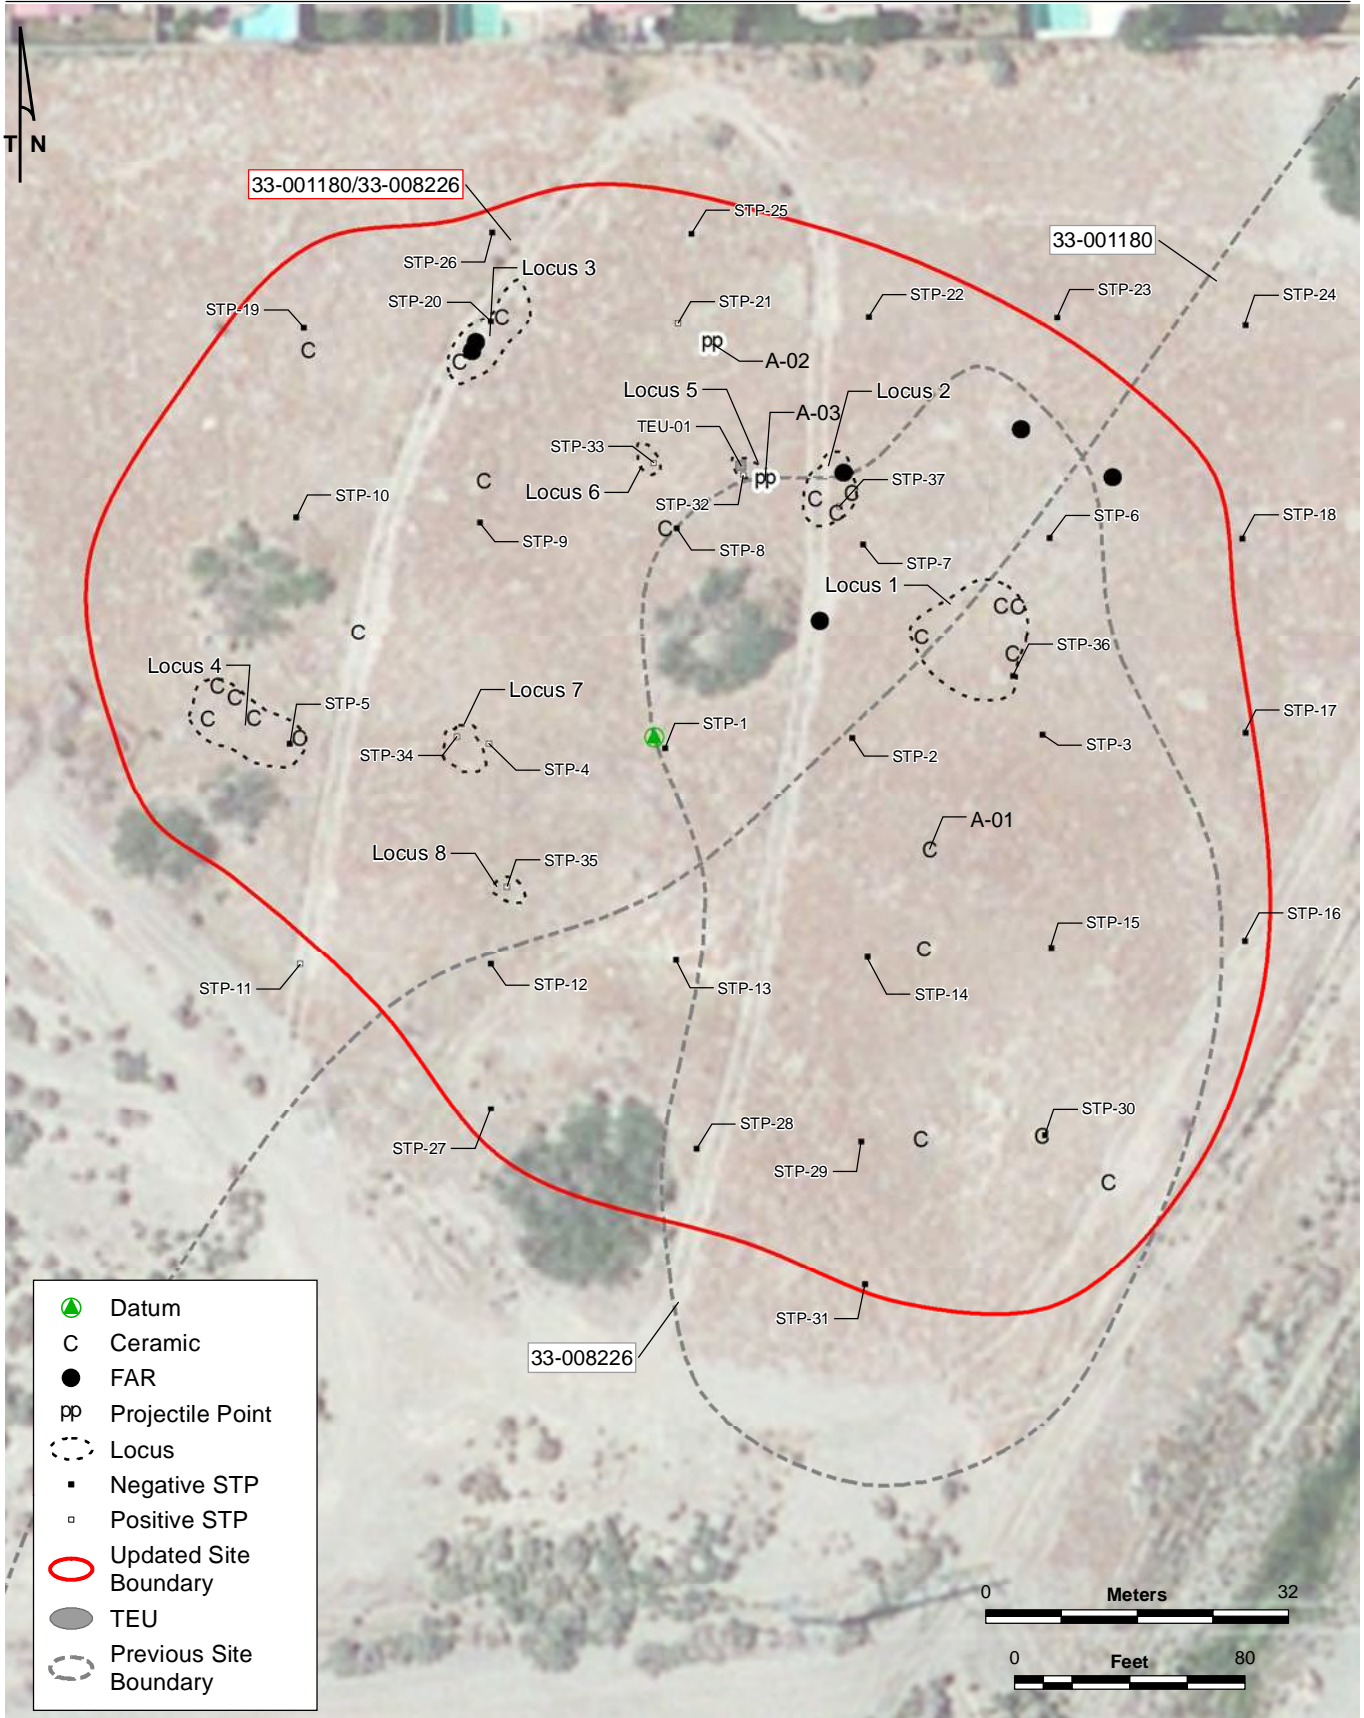 T N
33-001180/33-008226
STP-25
33-001180
STP-26
Locus 3
STP-19
STP-20
STP-21
STP-22
STP-23
STP-24
C
C
pp
A-02
C
Locus 5
Locus 2
A-03
TEU-01
STP-33
C
pp
STP-37
Locus 6
C
C
STP-10
STP-32
C
STP-6
STP-18
STP-9
C
STP-8
STP-7
Locus 1
C C
C
C
STP-36
C
Locus 4
C
C
Locus 7
C
C
STP-5
C
STP-1
STP-17
STP-34
STP-4
STP-2
STP-3
A-01
Locus 8
STP-35
C
STP-16
STP-15
C
STP-11
STP-12
STP-13
STP-14
STP-30
STP-28
C
C
STP-27
STP-29
C
STP-31
33-008226
Datum
C Ceramic
FAR
pp Projectile Point
Locus
Negative STP
Positive STP
Updated Site
Boundary
TEU
Previous Site
Boundary
0 Meters 32
0 Feet 80